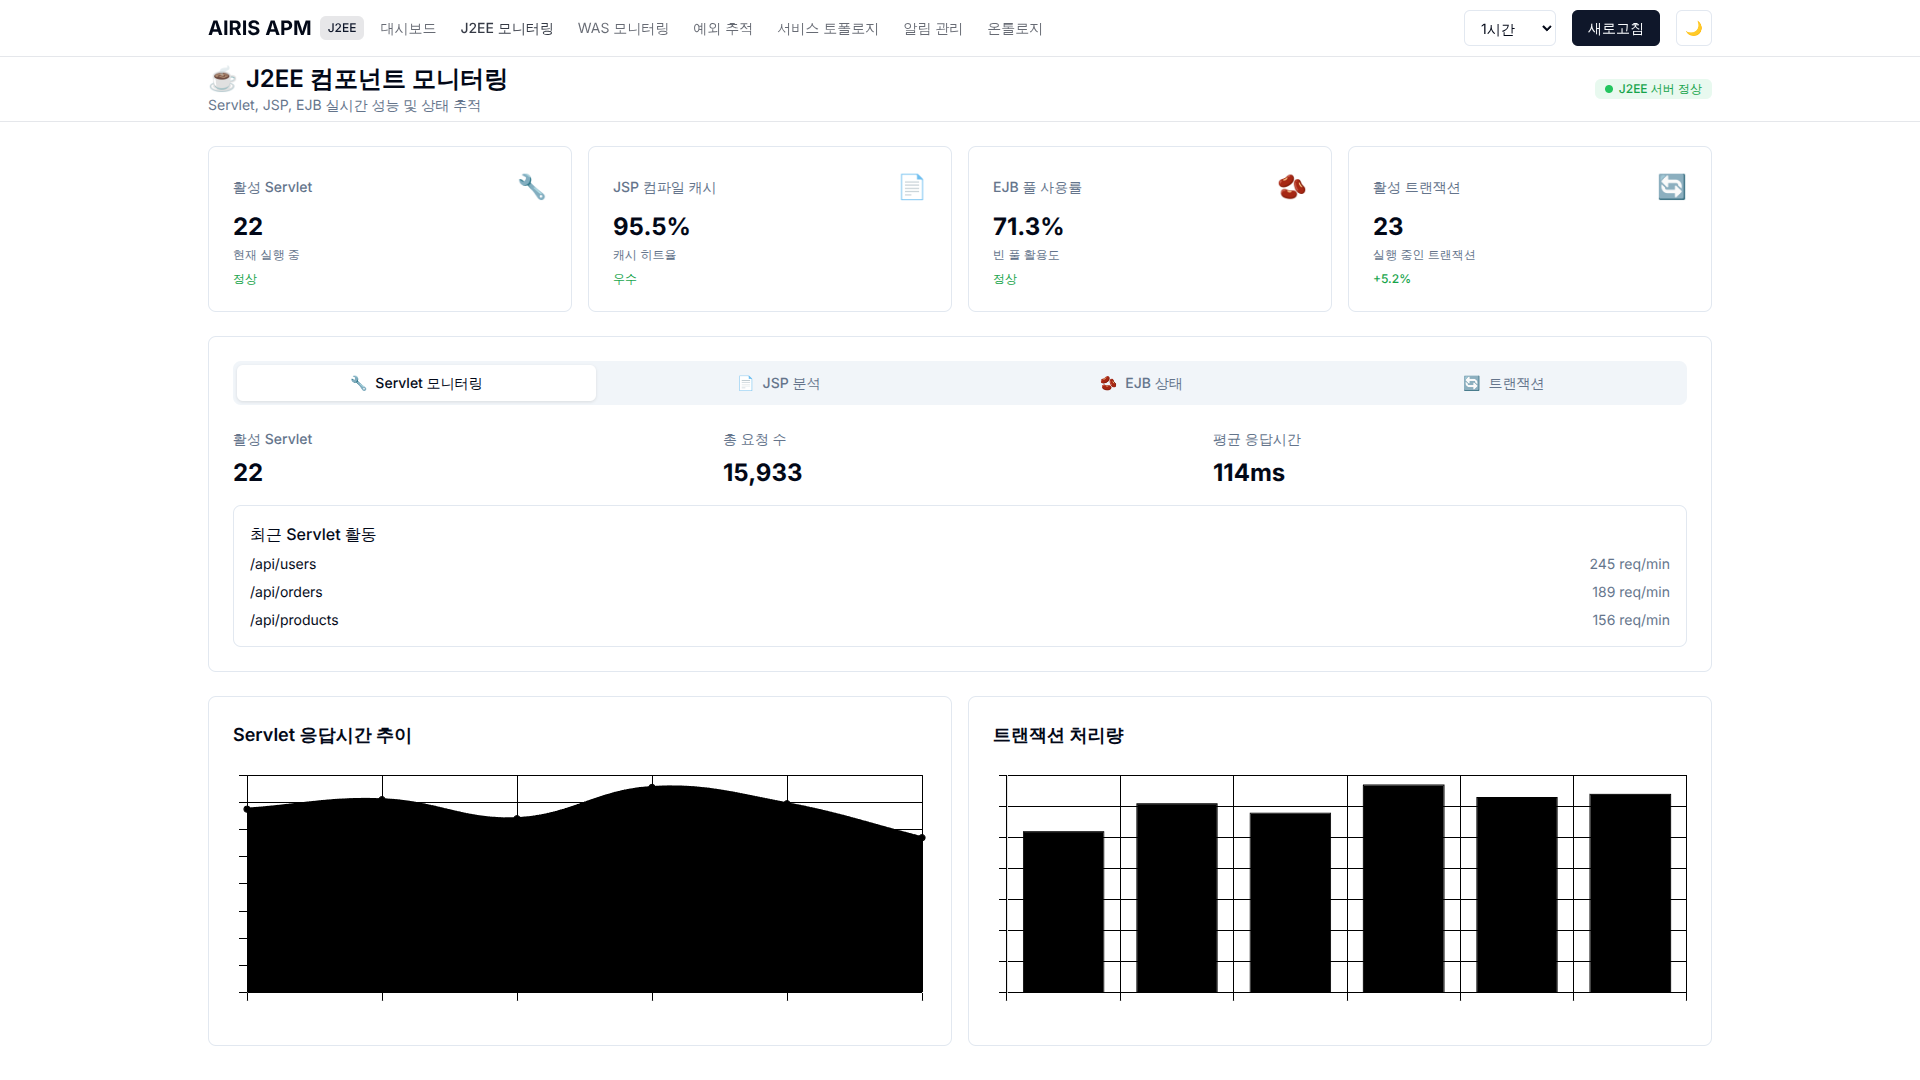 AIRIS APM J2EE 대시보드 J2EE 모니터링 WAS 모니터링 예외 추적 서비스 토폴로지 알림 관리 온톨로지 1시간 새로고침
☕ J2EE 컴포넌트 모니터링
Servlet, JSP, EJB 실시간 성능 및 상태 추적
J2EE 서버 정상
활성 Servlet
22
현재 실행 중
정상
JSP 컴파일 캐시
95.5%
캐시 히트율
우수
EJB 풀 사용률
71.3%
빈 풀 활용도
정상
활성 트랜잭션
23
실행 중인 트랜잭션
+5.2%
Servlet 모니터링 JSP 분석 EJB 상태 트랜잭션
활성 Servlet
22
총 요청 수
15,933
평균 응답시간
114ms
최근 Servlet 활동
/api/users 245 req/min
/api/orders 189 req/min
/api/products 156 req/min
Servlet 응답시간 추이
트랜잭션 처리량